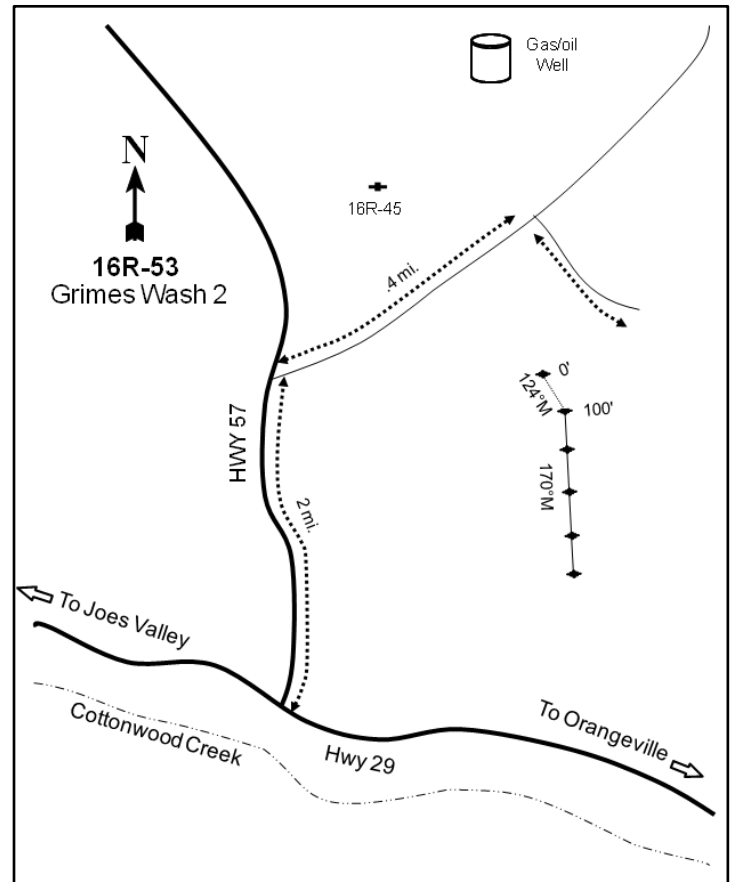 Gas/oil
Well
N
16R-45
16R-53
Grimes Wash 2
.4 mi.
0'
124°M
100'
HWY 57
170°M
2 mi.
To Joes Valley
To Orangeville
Cottonwood Creek
Hwy 29